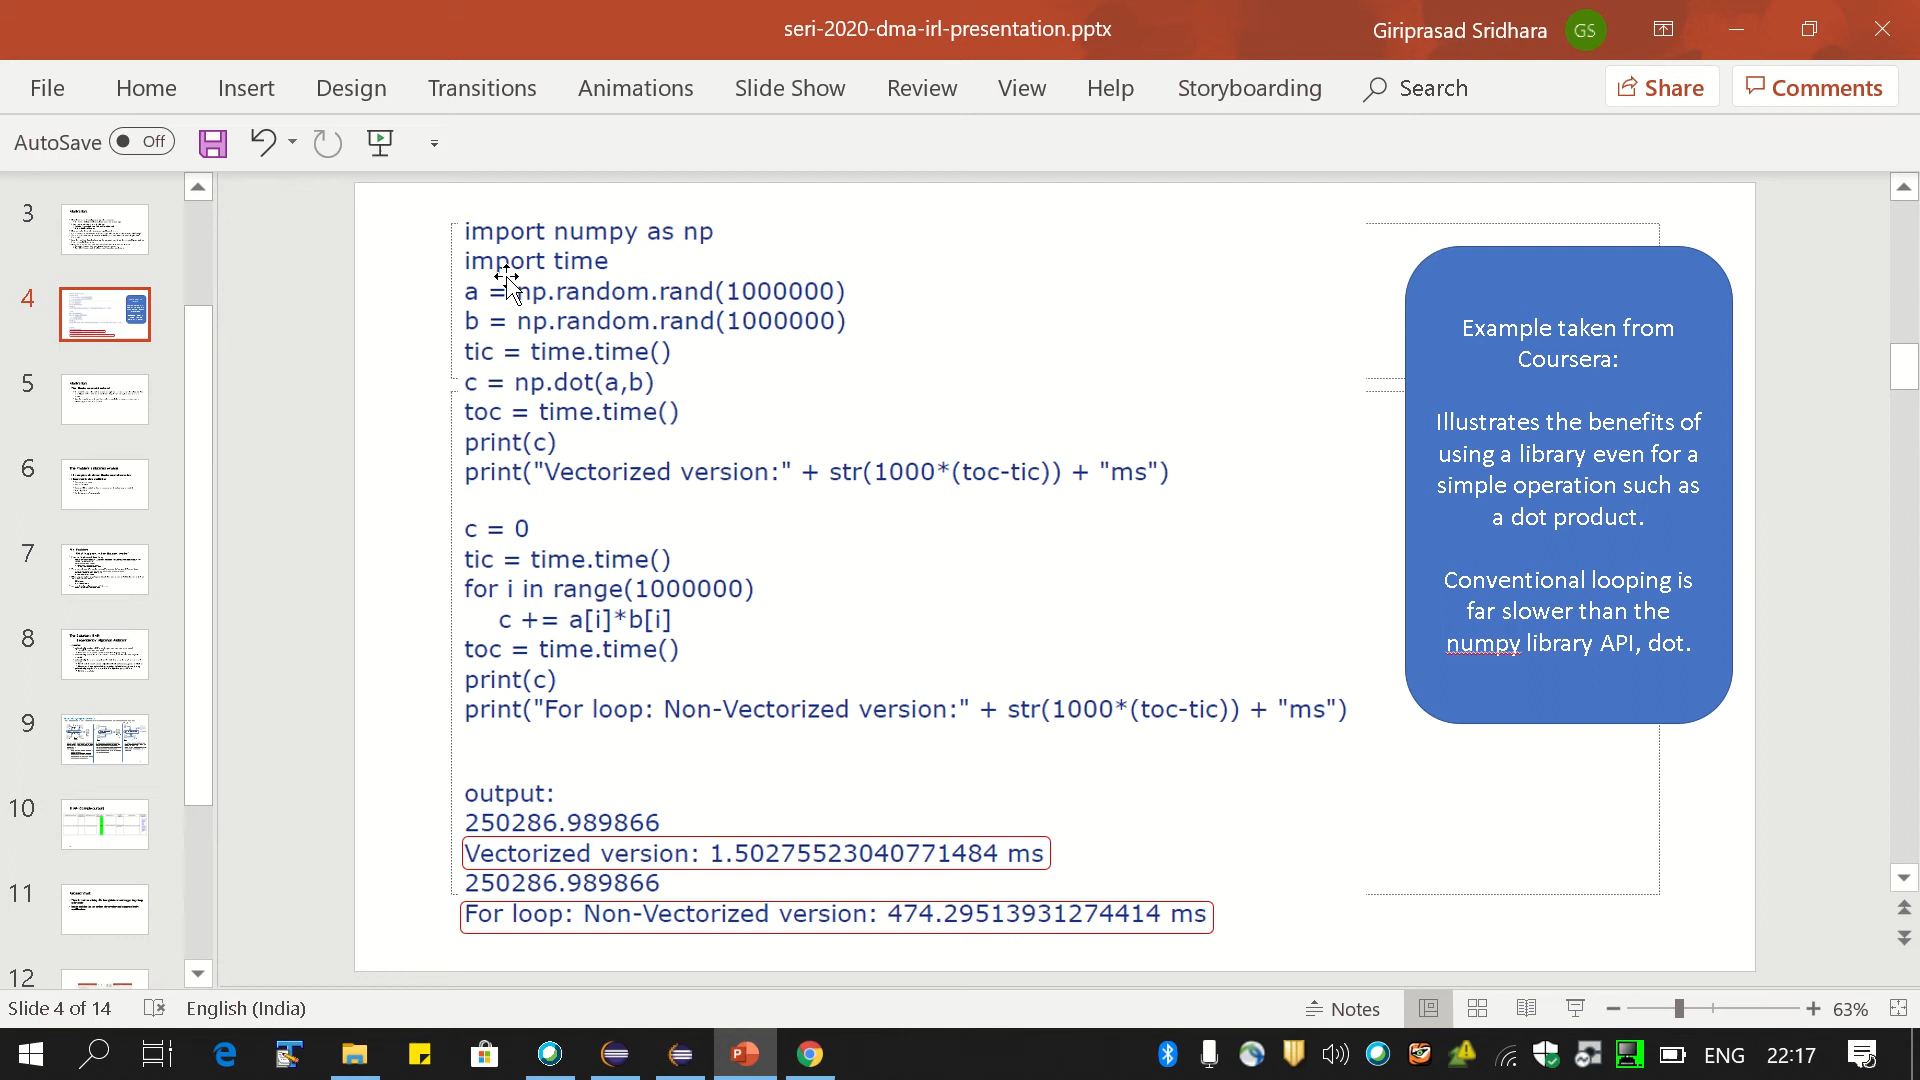 seri-2020-dma-irl-presentation.pptx
Giriprasad Sridhara
GS
File
Home
Insert
Design
Transitions
Animations
Slide Show
Review
View
Help
Storyboarding
Search
Share
Comments
AutoSave
Off
3
4
5
6
7
8
9
10
11
12
import numpy as np
import time
a = np.random.rand(1000000)
b = np.random.rand(1000000)
tic = time.time()
c = np.dot(a,b)
toc = time.time()
print(c)
print("Vectorized version:" + str(1000*(toc-tic)) + "ms")
c = 0
tic = time.time()
for i in range(1000000)
c += a[i]*b[i]
toc = time.time()
print(c)
print("For loop: Non-Vectorized version:" + str(1000*(toc-tic)) + "ms")
output:
250286.989866
Vectorized version: 1.50275523040771484 ms
250286.989866
For loop: Non-Vectorized version: 474.29513931274414 ms
Example taken from
Coursera:
Illustrates the benefits of
using a library even for a
simple operation such as
a dot product.
Conventional looping is
far slower than the
numpy library API, dot.
Slide 4 of 14
English (India)
Notes
63%
ENG
22:17